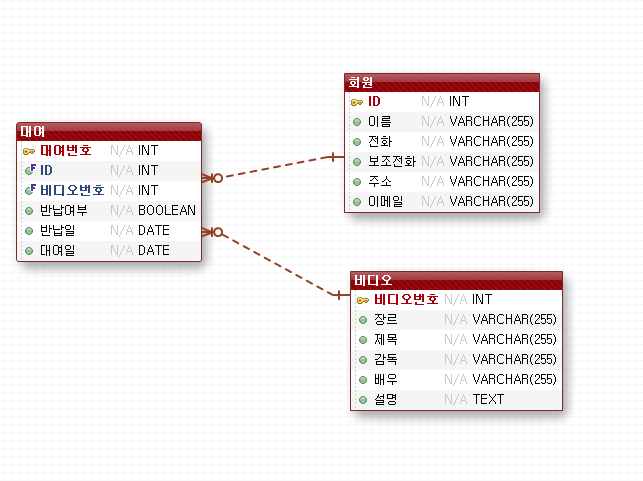 대여
대여번호 N/A INT
F ID N/A INT
F 비디오번호 N/A INT
반납여부 N/A BOOLEAN
반납일 N/A DATE
대여일 N/A DATE
회원
ID N/A INT
이름 N/A VARCHAR(255)
전화 N/A VARCHAR(255)
보조전화 N/A VARCHAR(255)
주소 N/A VARCHAR(255)
이메일 N/A VARCHAR(255)
비디오
비디오번호 N/A INT
장르 N/A VARCHAR(255)
제목 N/A VARCHAR(255)
감독 N/A VARCHAR(255)
배우 N/A VARCHAR(255)
설명 N/A TEXT